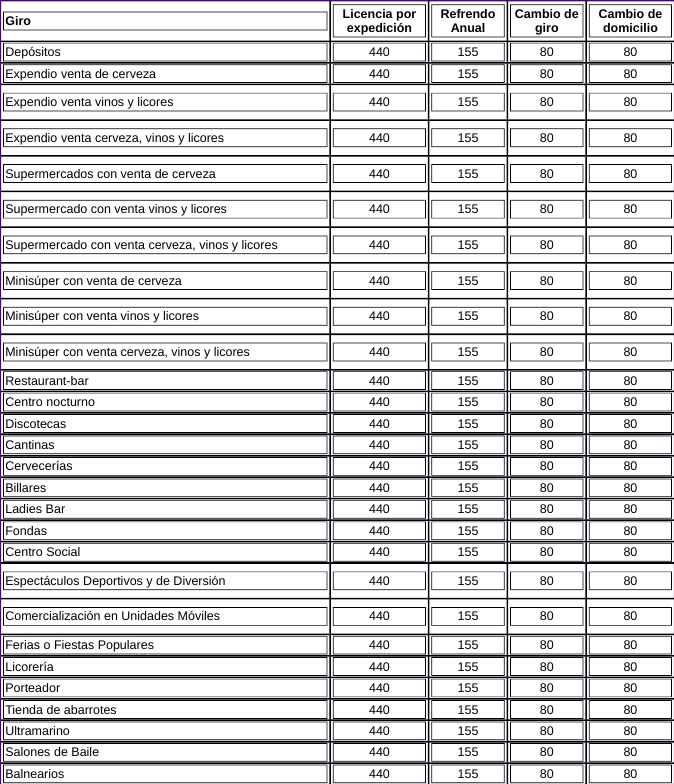 Giro Licencia por expedición Refrendo Anual Cambio de giro Cambio de domicilio
Depósitos 440 155 80 80
Expendio venta de cerveza 440 155 80 80
Expendio venta vinos y licores 440 155 80 80
Expendio venta cerveza, vinos y licores 440 155 80 80
Supermercados con venta de cerveza 440 155 80 80
Supermercado con venta vinos y licores 440 155 80 80
Supermercado con venta cerveza, vinos y licores 440 155 80 80
Minisúper con venta de cerveza 440 155 80 80
Minisúper con venta vinos y licores 440 155 80 80
Minisúper con venta cerveza, vinos y licores 440 155 80 80
Restaurant-bar 440 155 80 80
Centro nocturno 440 155 80 80
Discotecas 440 155 80 80
Cantinas 440 155 80 80
Cervecerías 440 155 80 80
Billares 440 155 80 80
Ladies Bar 440 155 80 80
Fondas 440 155 80 80
Centro Social 440 155 80 80
Espectáculos Deportivos y de Diversión 440 155 80 80
Comercialización en Unidades Móviles 440 155 80 80
Ferias o Fiestas Populares 440 155 80 80
Licorería 440 155 80 80
Porteador 440 155 80 80
Tienda de abarrotes 440 155 80 80
Ultramarino 440 155 80 80
Salones de Baile 440 155 80 80
Balnearios 440 155 80 80